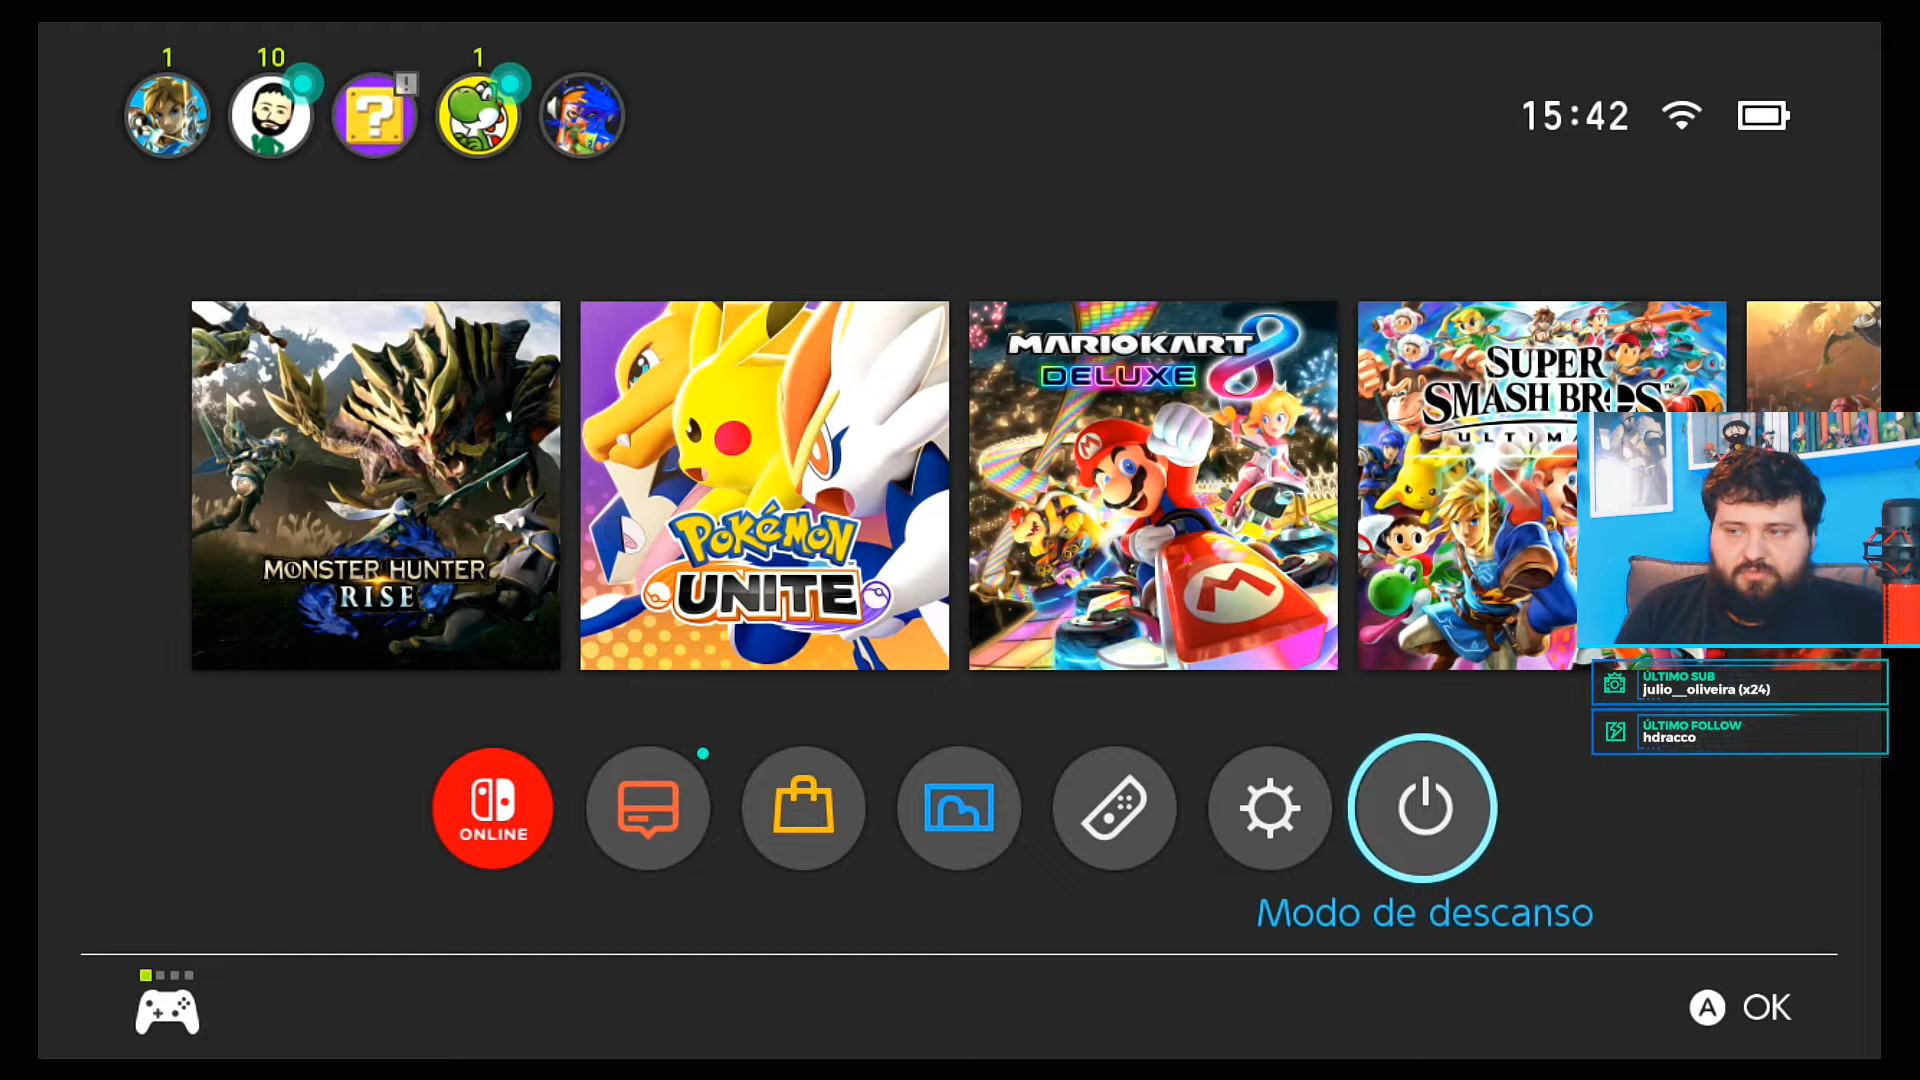 1
10
1
?
!
15:42
MONSTER HUNTER
RISE
POKÉMON
UNITE
MARIOKART 8
DELUXE
SUPER
SMASH BROS
ULTIMA
ÚLTIMO SUB
julio__oliveira (x24)
ÚLTIMO FOLLOW
hdracco
ONLINE
Modo de descanso
A OK